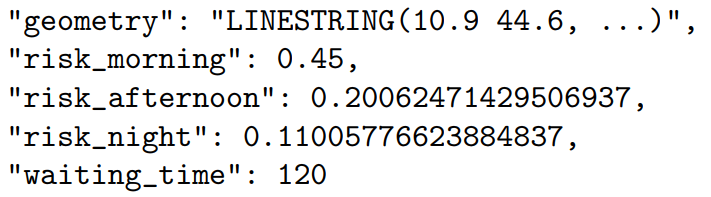 "geometry": "LINESTRING(10.9 44.6, ...)",
"risk_morning": 0.45,
"risk_afternoon": 0.20062471429506937,
"risk_night": 0.11005776623884837,
"waiting_time": 120